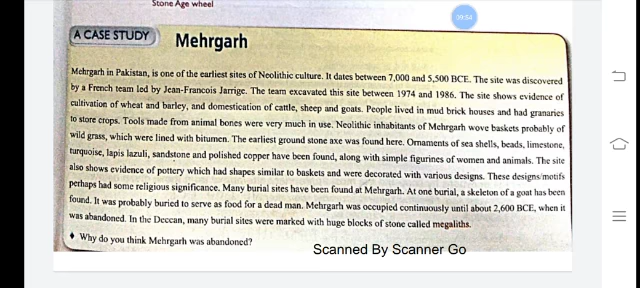 Stone Age wheel
09:54
A CASE STUDY
Mehrgarh
Mehrgarh in Pakistan, is one of the earliest sites of Neolithic culture. It dates between 7,000 and 5,500 BCE. The site was discovered
by a French team led by Jean-Francois Jarrige. The team excavated this site between 1974 and 1986. The site shows evidence of
cultivation of wheat and barley, and domestication of cattle, sheep and goats. People lived in mud brick houses and had granaries
to store crops. Tools made from animal bones were very much in use. Neolithic inhabitants of Mehrgarh wove baskets probably of
wild grass, which were lined with bitumen. The earliest ground stone axe was found here. Ornaments of sea shells, beads, limestone,
turquoise, lapis lazuli, sandstone and polished copper have been found, along with simple figurines of women and animals. The site
also shows evidence of pottery which had shapes similar to baskets and were decorated with various designs. These designs/motifs
perhaps had some religious significance. Many burial sites have been found at Mehrgarh. At one burial, a skeleton of a goat has been
found. It was probably buried to serve as food for a dead man. Mehrgarh was occupied continuously until about 2,600 BCE, when it
was abandoned. In the Deccan, many burial sites were marked with huge blocks of stone called megaliths.
♦ Why do you think Mehrgarh was abandoned?
Scanned By Scanner Go